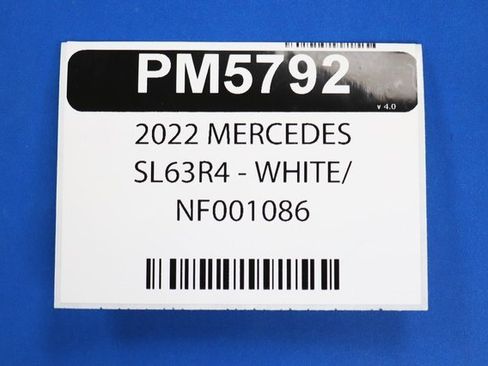 PM5792
v 4.0
2022 MERCEDES
SL63R4 - WHITE/
NF001086